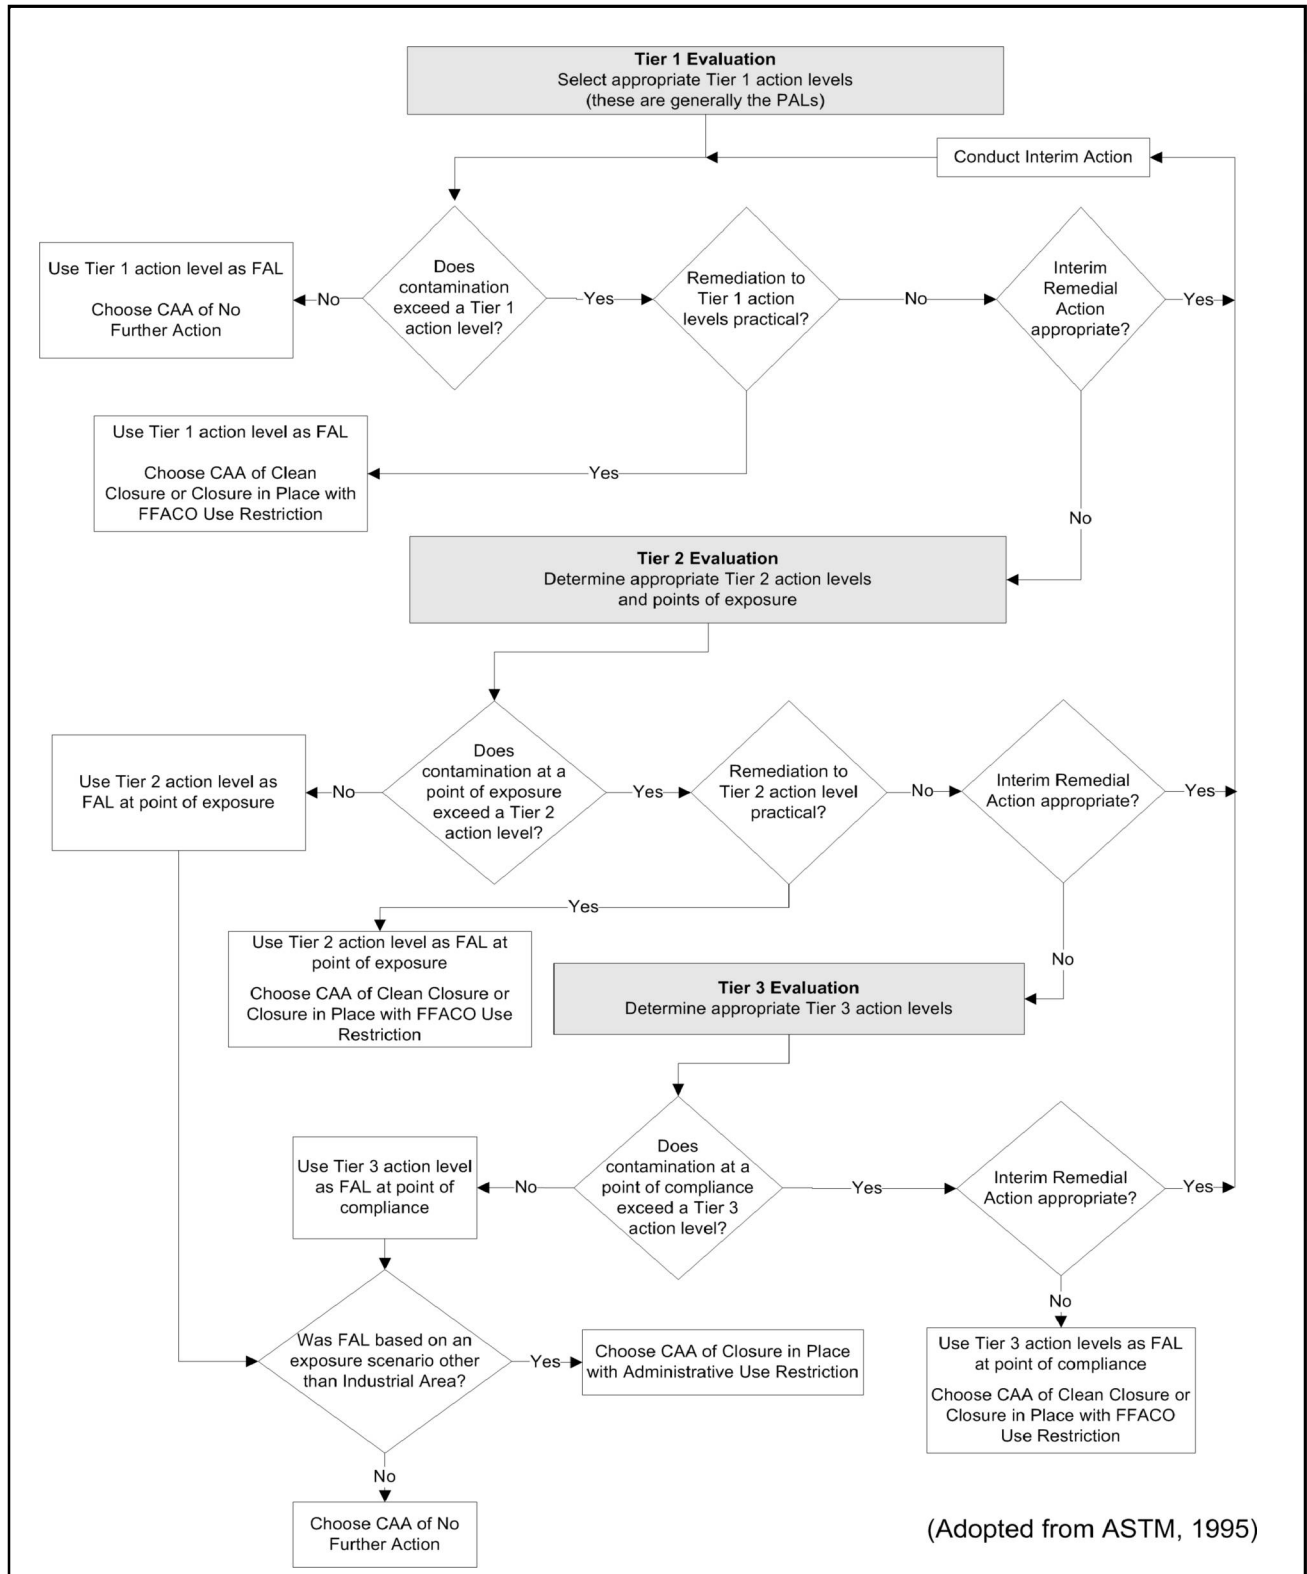 Tier 1 Evaluation
Select appropriate Tier 1 action levels
(these are generally the PALs)
Conduct Interim Action
Use Tier 1 action level as FAL
Choose CAA of No
Further Action
No
Does
contamination
exceed a Tier 1
action level?
Yes
Remediation to
Tier 1 action
levels practical?
No
Interim
Remedial
Action
appropriate?
Yes
Use Tier 1 action level as FAL
Choose CAA of Clean
Closure or Closure in Place with
FFACO Use Restriction
Yes
No
Tier 2 Evaluation
Determine appropriate Tier 2 action levels
and points of exposure
Use Tier 2 action level as
FAL at point of exposure
No
Does
contamination at a
point of exposure
exceed a Tier 2
action level?
Yes
Remediation to
Tier 2 action level
practical?
No
Interim Remedial
Action appropriate?
Yes
Yes
Use Tier 2 action level as FAL at
point of exposure
Choose CAA of Clean Closure or
Closure in Place with FFACO Use
Restriction
No
Tier 3 Evaluation
Determine appropriate Tier 3 action levels
Use Tier 3 action level
as FAL at point of
compliance
No
Does
contamination at a
point of compliance
exceed a Tier 3
action level?
Yes
Interim Remedial
Action appropriate?
Yes
No
Was FAL based on an
exposure scenario other
than Industrial Area?
Yes
Choose CAA of Closure in Place
with Administrative Use Restriction
Use Tier 3 action levels as FAL
at point of compliance
Choose CAA of Clean Closure or
Closure in Place with FFACO
Use Restriction
No
Choose CAA of No
Further Action
(Adopted from ASTM, 1995)